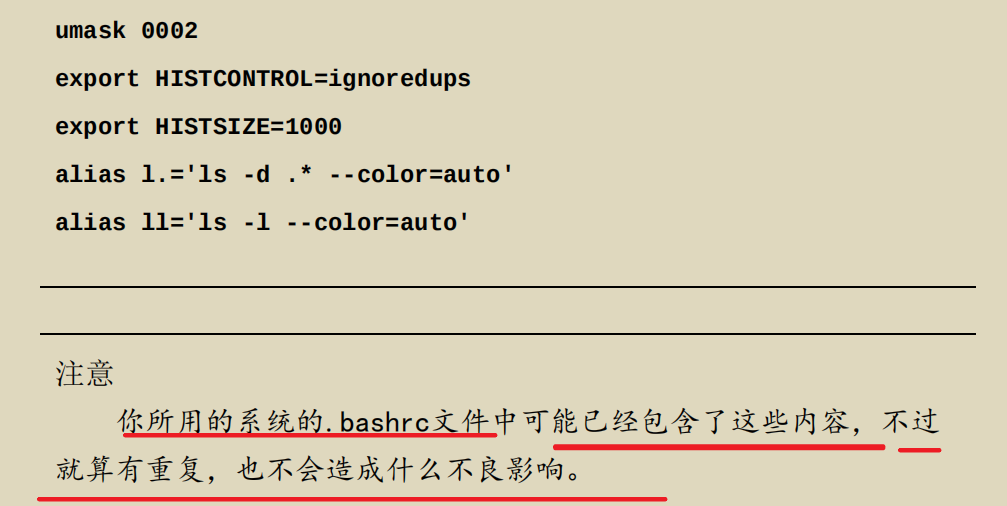 umask 0002
export HISTCONTROL=ignoredups
export HISTSIZE=1000
alias l.='ls -d .* --color=auto'
alias ll='ls -l --color=auto'
注意
你所用的系统的.bashrc文件中可能已经包含了这些内容，不过
就算有重复，也不会造成什么不良影响。